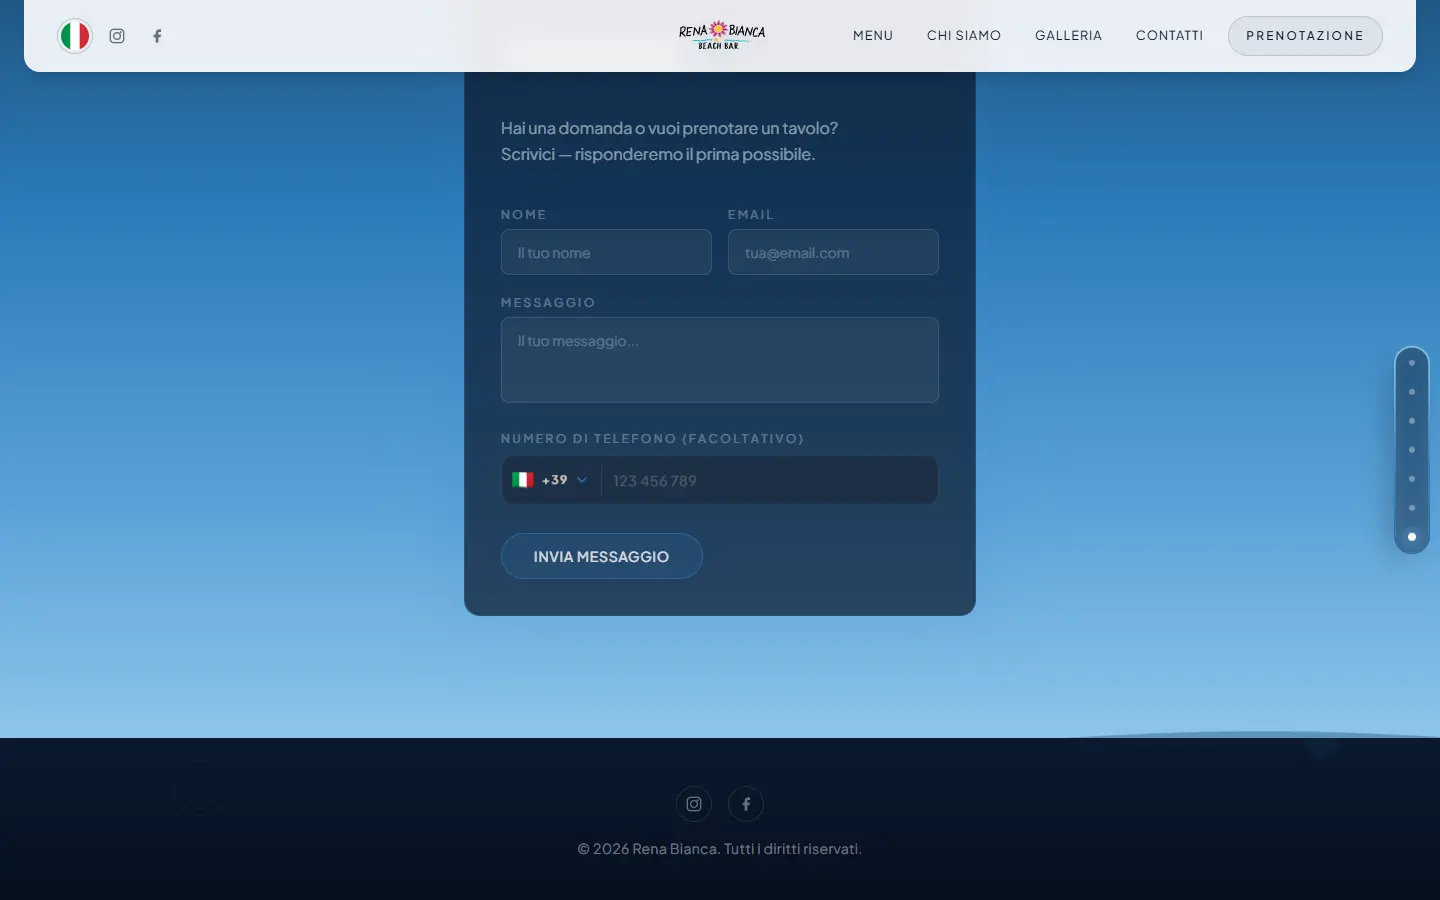 RENA BIANCA
BEACH BAR
MENU
CHI SIAMO
GALLERIA
CONTATTI
PRENOTAZIONE
Hai una domanda o vuoi prenotare un tavolo?
Scrivici — risponderemo il prima possibile.
NOME
EMAIL
Il tuo nome
tua@email.com
MESSAGGIO
Il tuo messaggio...
NUMERO DI TELEFONO (FACOLTATIVO)
+39
123 456 789
INVIA MESSAGGIO
© 2026 Rena Bianca. Tutti i diritti riservati.